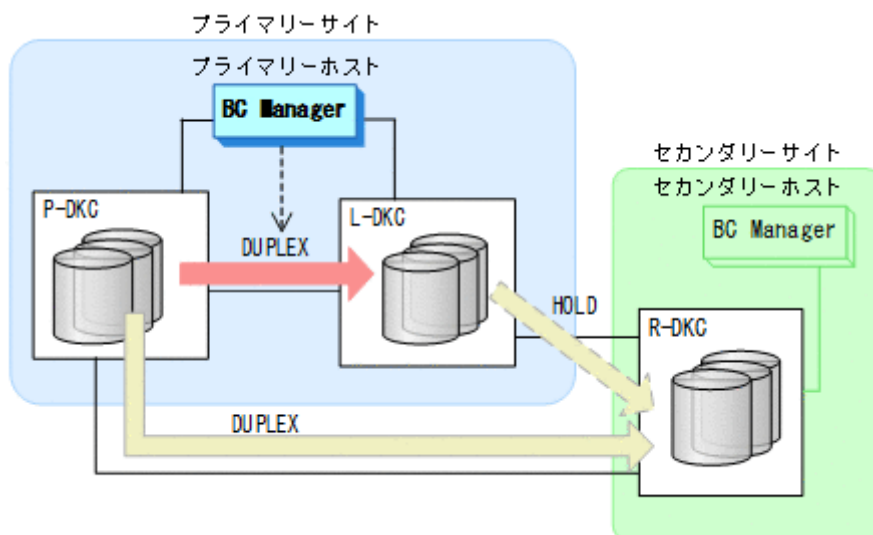 プライマリーサイト
プライマリーホスト
BC Manager
セカンダリーサイト
セカンダリーホスト
P-DKC
L-DKC
BC Manager
DUPLEX
HOLD
R-DKC
DUPLEX